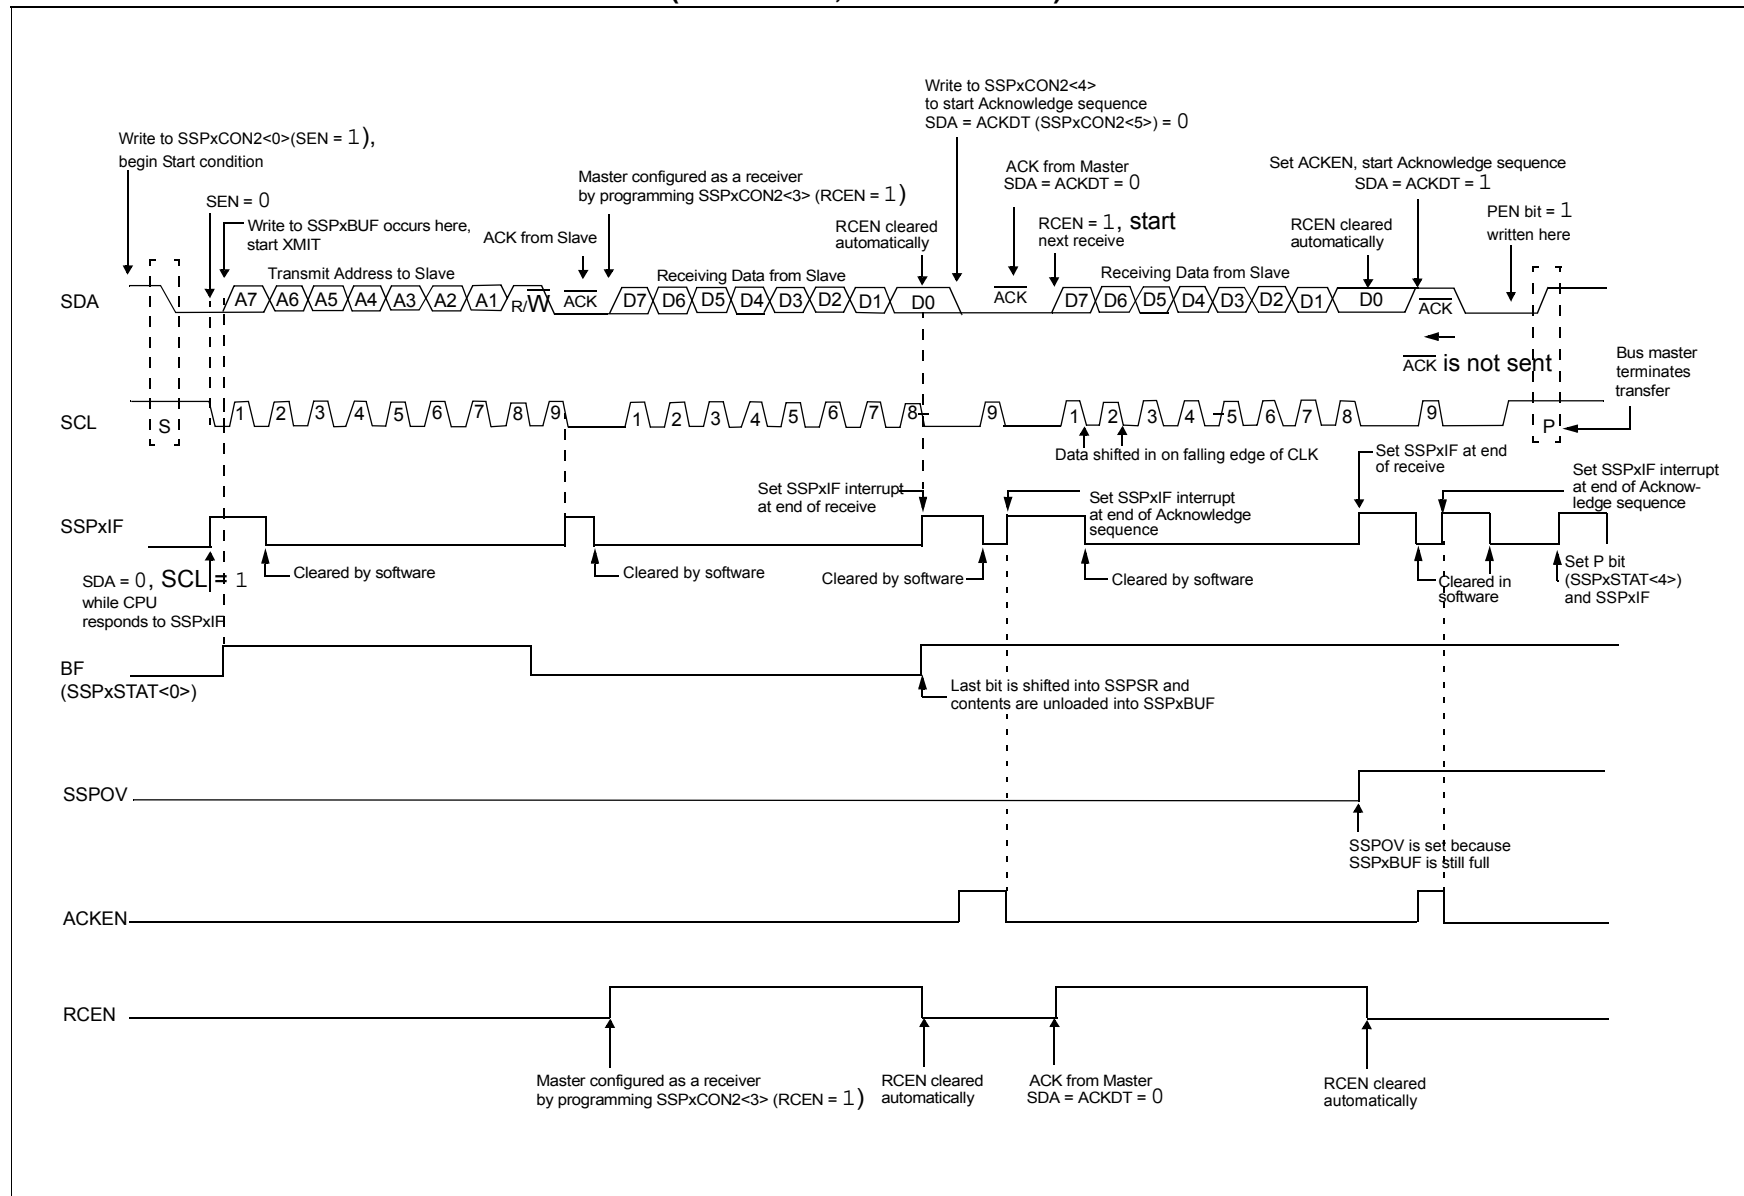 Write to SSPxCON2<4>
to start Acknowledge sequence
SDA = ACKDT (SSPxCON2<5>) = 0
Write to SSPxCON2<0>(SEN = 1),
begin Start condition
ACK from Master
SDA = ACKDT = 0
Set ACKEN, start Acknowledge sequence
SDA = ACKDT = 1
Master configured as a receiver
by programming SSPxCON2<3> (RCEN = 1)
SEN = 0
PEN bit = 1
written here
Write to SSPxBUF occurs here,
start XMIT
ACK from Slave
RCEN cleared
automatically
RCEN = 1, start
next receive
RCEN cleared
automatically
Transmit Address to Slave
Receiving Data from Slave
Receiving Data from Slave
SDA A7 A6 A5 A4 A3 A2 A1 R/W ACK D7 D6 D5 D4 D3 D2 D1 D0 ACK D7 D6 D5 D4 D3 D2 D1 D0 ACK
ACK is not sent
Bus master
terminates
transfer
SCL S 1 2 3 4 5 6 7 8 9 1 2 3 4 5 6 7 8 9 1 2 3 4 5 6 7 8 9 P
Data shifted in on falling edge of CLK
Set SSPxIF at end
of receive
Set SSPxIF interrupt
at end of receive
Set SSPxIF interrupt
at end of Acknowledge
sequence
Set SSPxIF interrupt
at end of Acknow-
ledge sequence
SSPxIF
SDA = 0, SCL = 1
while CPU
responds to SSPxIF
Cleared by software
Cleared by software
Cleared by software
Cleared by software
Cleared in
software
Set P bit
(SSPxSTAT<4>)
and SSPxIF
BF
(SSPxSTAT<0>)
Last bit is shifted into SSPSR and
contents are unloaded into SSPxBUF
SSPOV
SSPOV is set because
SSPxBUF is still full
ACKEN
RCEN
Master configured as a receiver
by programming SSPxCON2<3> (RCEN = 1)
RCEN cleared
automatically
ACK from Master
SDA = ACKDT = 0
RCEN cleared
automatically